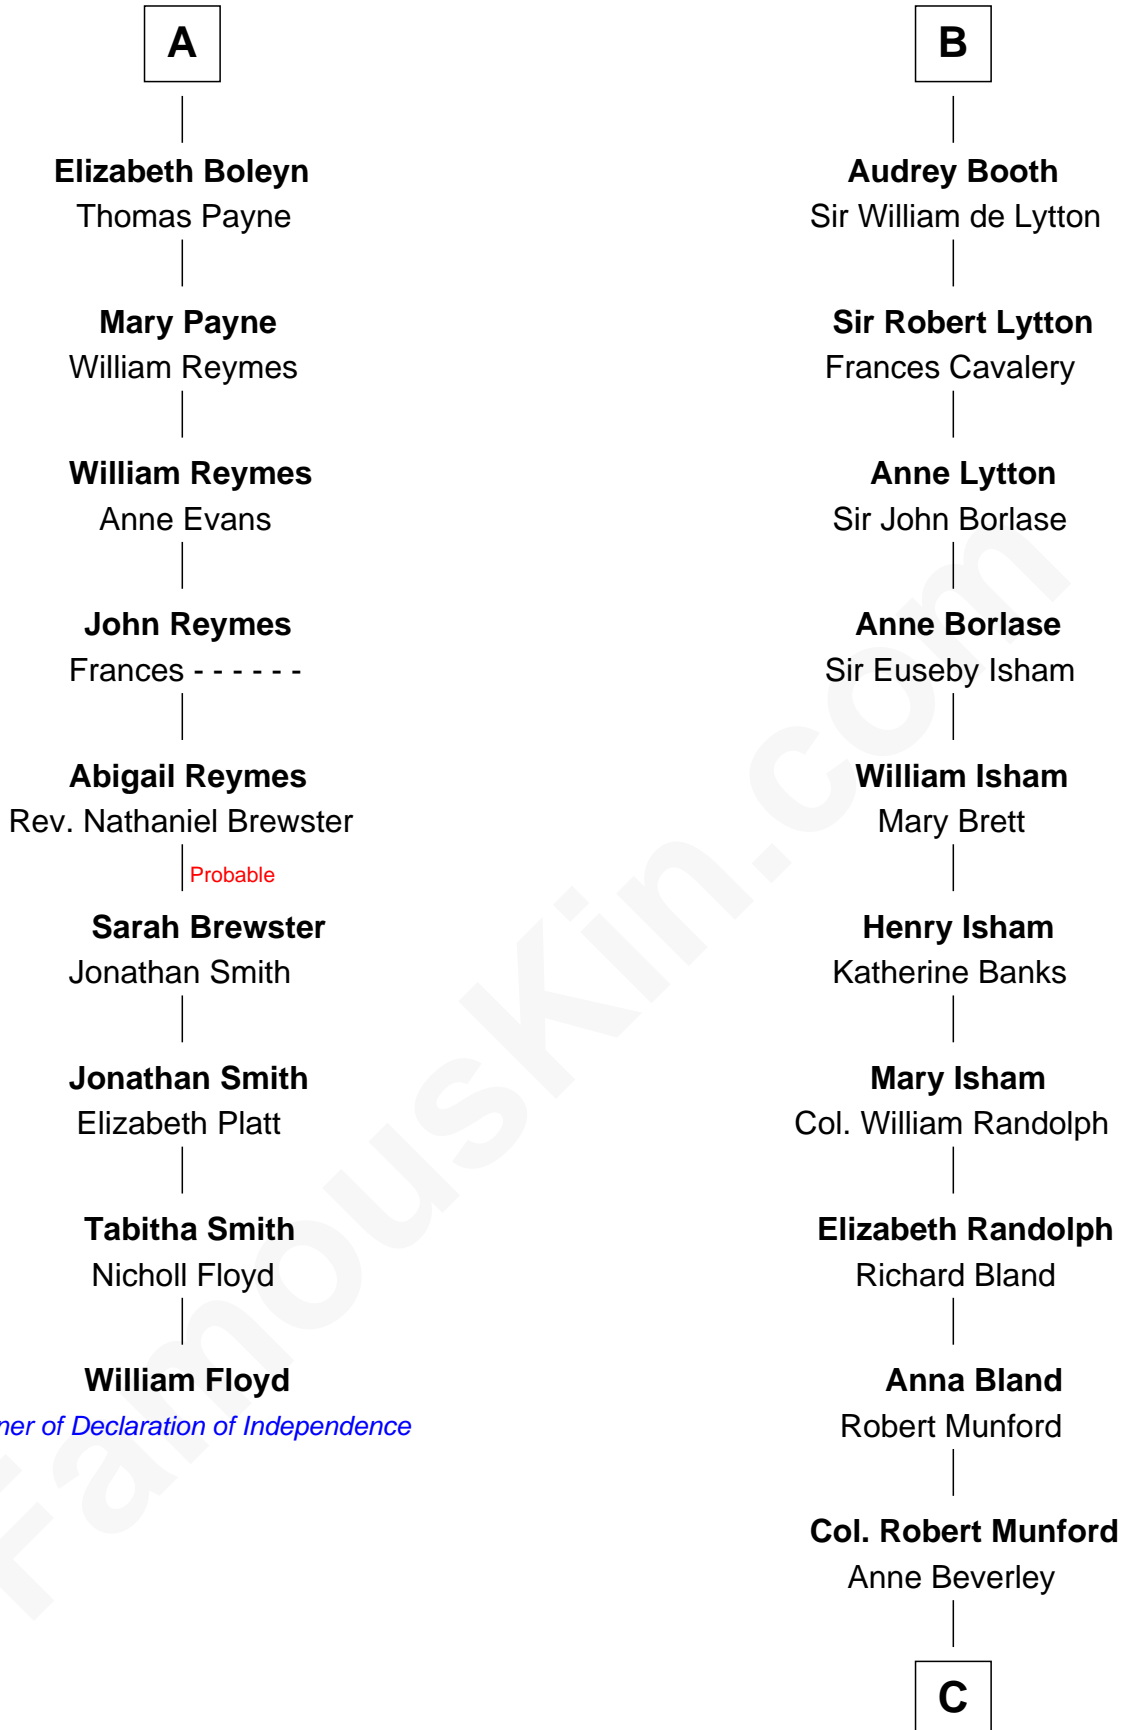 A
Elizabeth Boleyn
Thomas Payne
Mary Payne
William Reymes
William Reymes
Anne Evans
John Reymes
Frances - - - - - -
Abigail Reymes
Rev. Nathaniel Brewster
Probable
Sarah Brewster
Jonathan Smith
Jonathan Smith
Elizabeth Platt
Tabitha Smith
Nicholl Floyd
William Floyd
ner of Declaration of Independence
B
Audrey Booth
Sir William de Lytton
Sir Robert Lytton
Frances Cavalery
Anne Lytton
Sir John Borlase
Anne Borlase
Sir Euseby Isham
William Isham
Mary Brett
Henry Isham
Katherine Banks
Mary Isham
Col. William Randolph
Elizabeth Randolph
Richard Bland
Anna Bland
Robert Munford
Col. Robert Munford
Anne Beverley
C
FamousKin.com